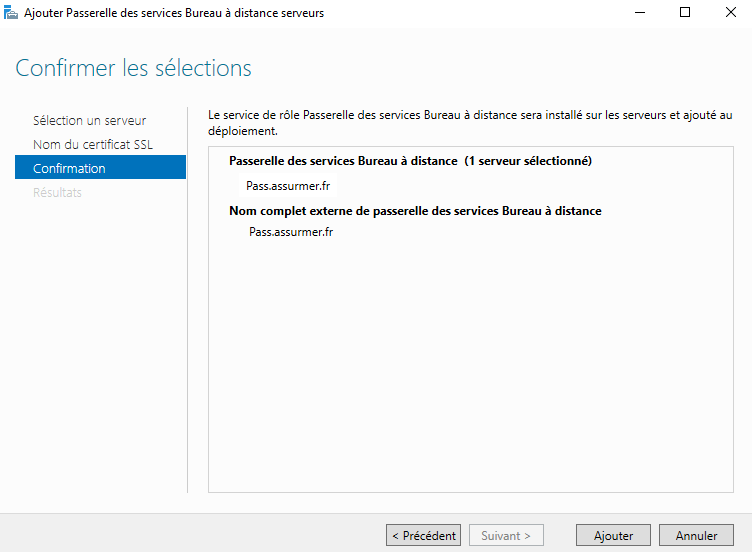 Ajouter Passerelle des services Bureau à distance serveurs
Confirmer les sélections
Sélection un serveur
Nom du certificat SSL
Confirmation
Résultats
Le service de rôle Passerelle des services Bureau à distance sera installé sur les serveurs et ajouté au
déploiement.
Passerelle des services Bureau à distance (1 serveur sélectionné)
Pass.assurmer.fr
Nom complet externe de passerelle des services Bureau à distance
Pass.assurmer.fr
< Précédent
Suivant >
Ajouter
Annuler